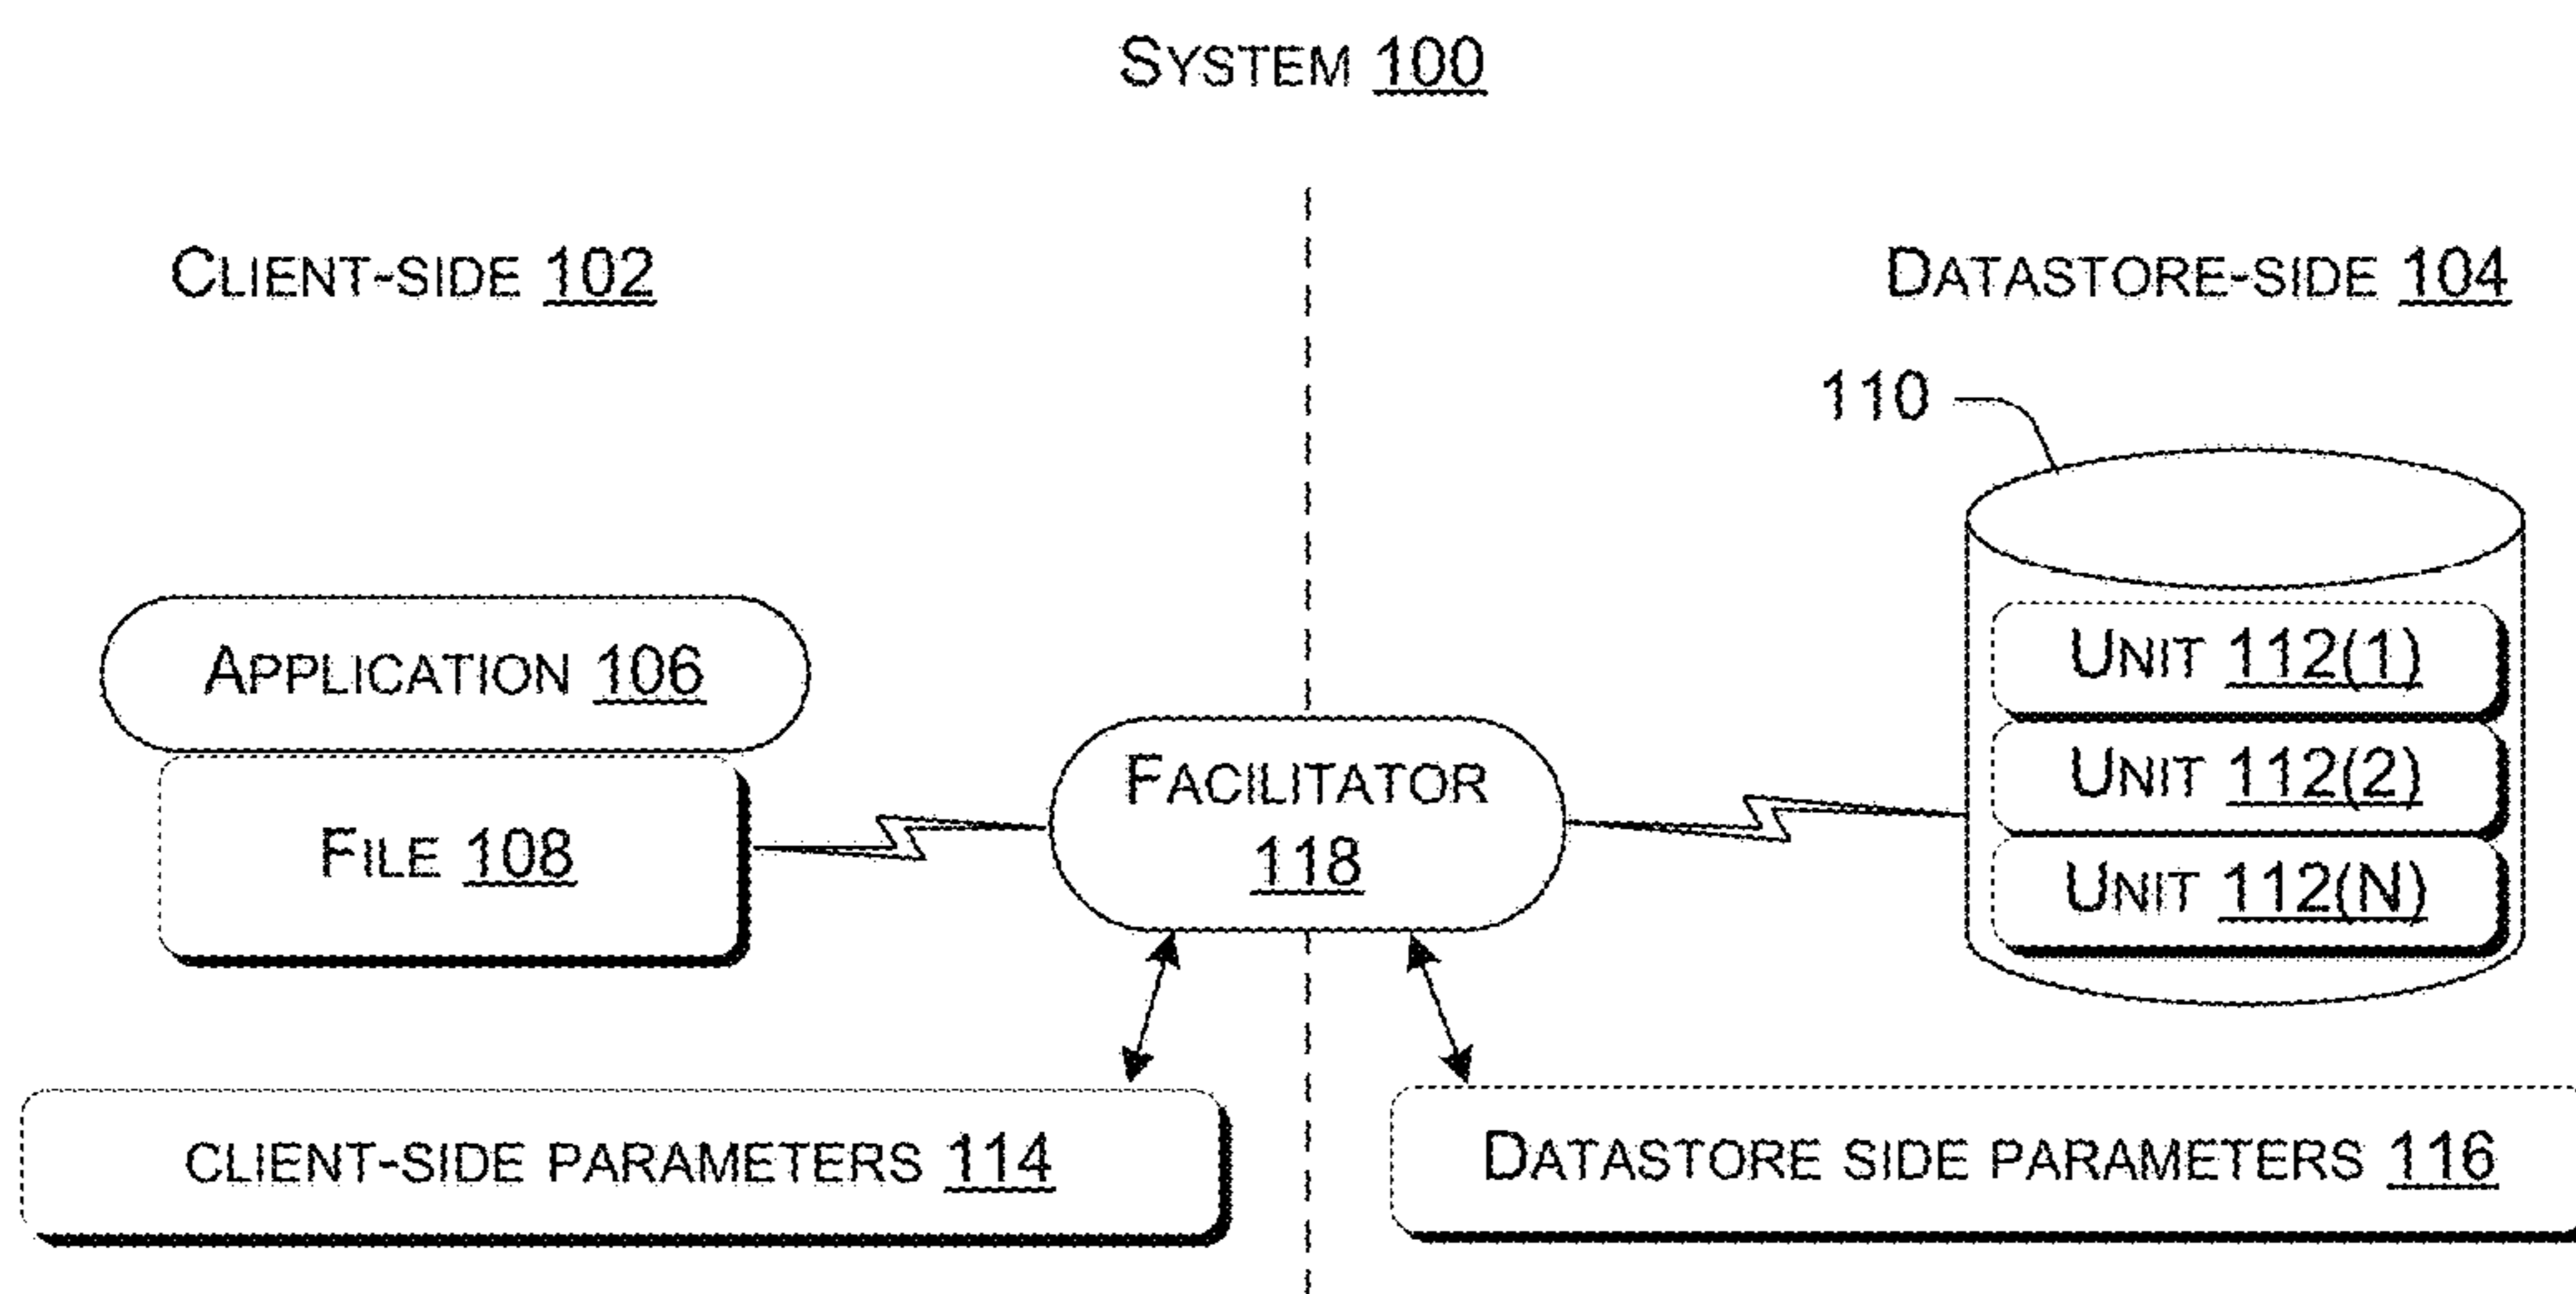 SYSTEM 100
CLIENT-SIDE 102
DATASTORE-SIDE 104
110
APPLICATION 106
FILE 108
FACILITATOR
118
UNIT 112(1)
UNIT 112(2)
UNIT 112(N)
CLIENT-SIDE PARAMETERS 114
DATASTORE SIDE PARAMETERS 116